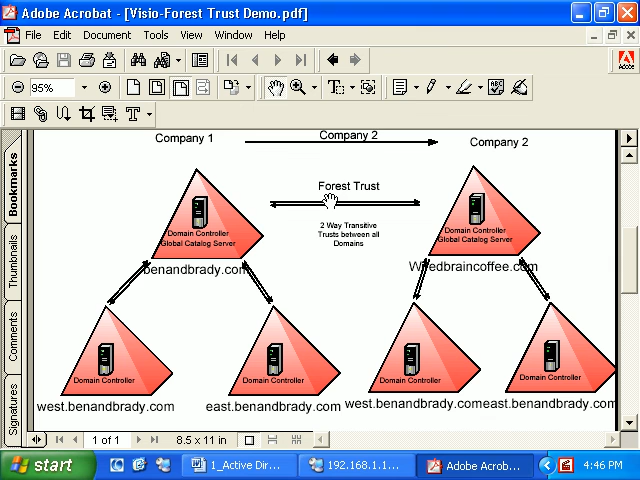 Adobe Acrobat - [Visio-Forest Trust Demo.pdf]
File Edit Document Tools View Window Help
Adobe
95%
T
T
ABC
Bookmarks
Thumbnails
Comments
Signatures
Company 1
Company 2
Company 2
Forest Trust
2 Way Transitive
Trusts between all
Domains
Domain Controller
Global Catalog Server
benandbrady.com
Domain Controller
Global Catalog Server
Wiredbraincoffee.com
Domain Controller
west.benandbrady.com
Domain Controller
east.benandbrady.com
Domain Controller
west.benandbrady.com
Domain Controller
east.benandbrady.com
1 of 1
8.5 x 11 in
start
1_Active Dir...
192.168.1.1...
Adobe Acrob...
4:46 PM